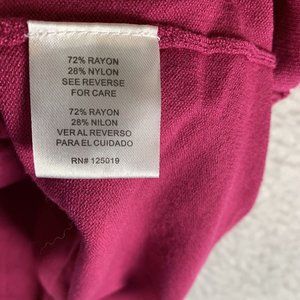 72% RAYON
28% NYLON
SEE REVERSE
FOR CARE
72% RAYON
28% NILON
VER AL REVERSO
PARA EL CUIDADO
RN# 125019